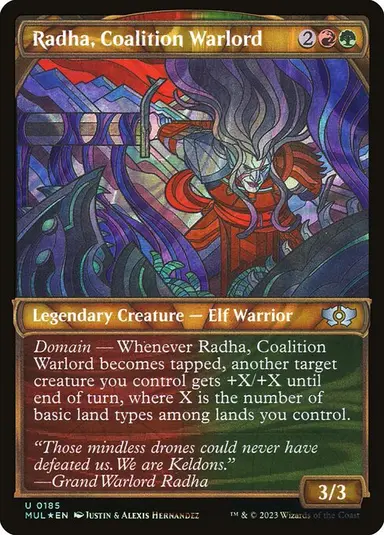 Radha, Coalition Warlord 2
Legendary Creature — Elf Warrior
Domain — Whenever Radha, Coalition
Warlord becomes tapped, another target
creature you control gets +X/+X until
end of turn, where X is the number of
basic land types among lands you control.
“Those mindless drones could never have
defeated us. We are Keldons.”
—Grand Warlord Radha
3/3
U 0185
MUL★EN Justin & Alexis Hernandez
™ & © 2023 Wizards of the Coast